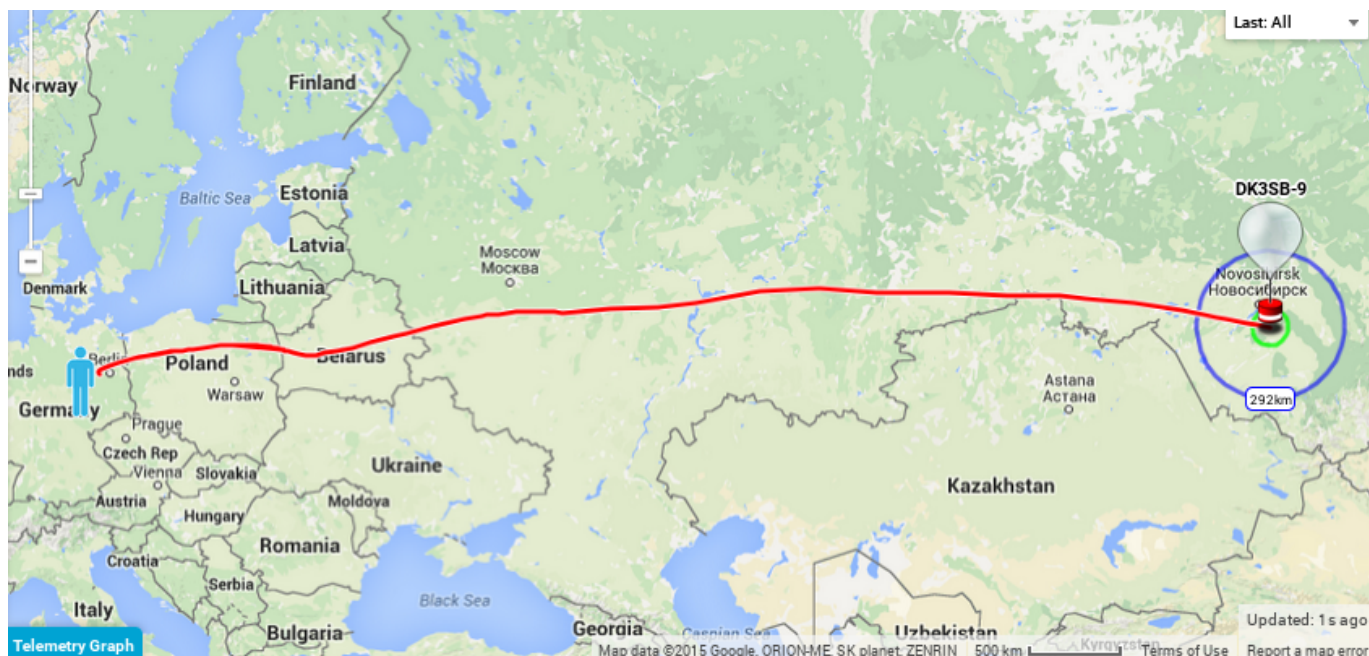 Last: All
Norway
Finland
Estonia
Baltic Sea
Latvia
Moscow
Москва
DK3SB-9
Denmark
Lithuania
Novosibirsk
Новосибирск
Berlin
Poland
Belarus
Warsaw
Germany
Astana
Астана
292km
Prague
Czech Rep
Vienna
Slovakia
Ukraine
Austria
Hungary
Moldova
Kazakhstan
Croatia
Romania
Serbia
Italy
Black Sea
Bulgaria
Georgia
Caspian Sea
Uzbekistan
Kyrgyzstan
Updated: 1s ago
Telemetry Graph
Map data ©2015 Google, ORION-ME, SK planet, ZENRIN
500 km
Terms of Use
Report a map error